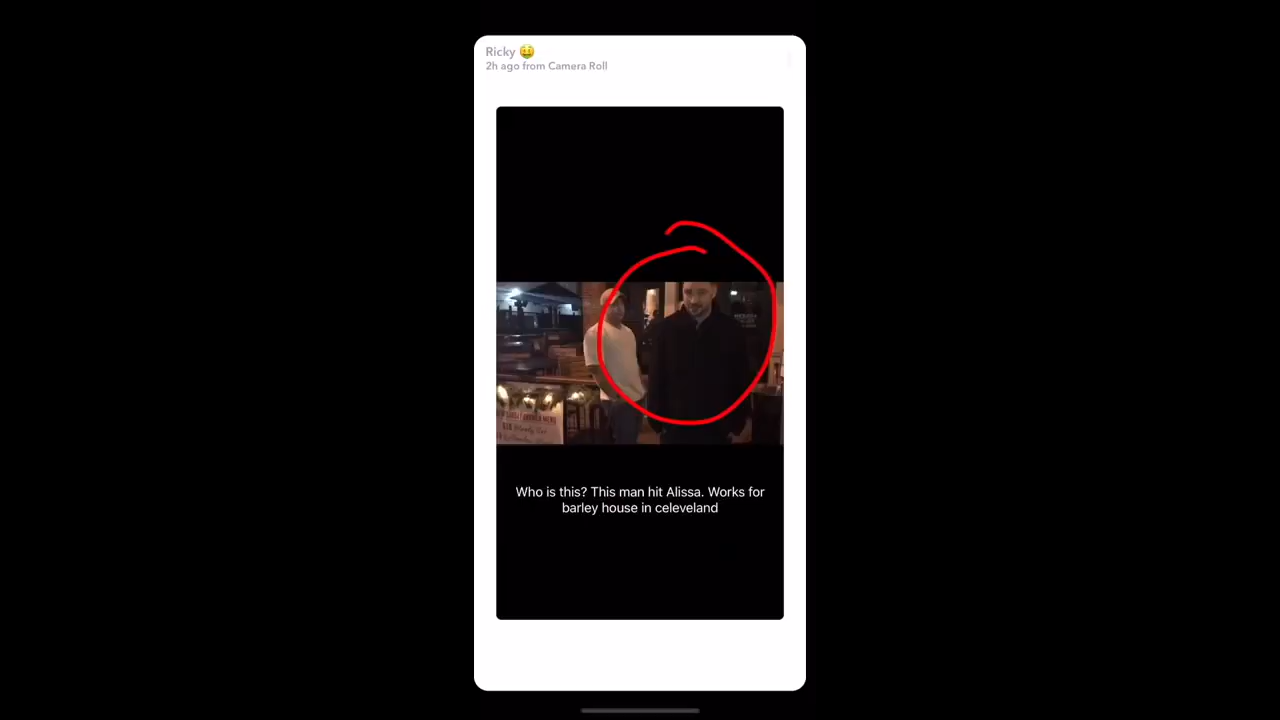 Ricky 🤑
2h ago from Camera Roll
Who is this? This man hit Alissa. Works for
barley house in celeveland